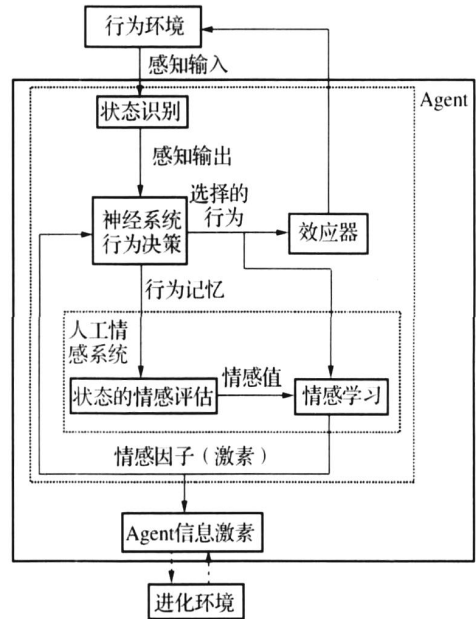 行为环境
感知输入
Agent
状态识别
感知输出
选择的
行为
神经系统
行为决策
效应器
行为记忆
人工情
感系统
情感值
状态的情感评估
情感学习
情感因子（激素）
Agent信息激素
进化环境